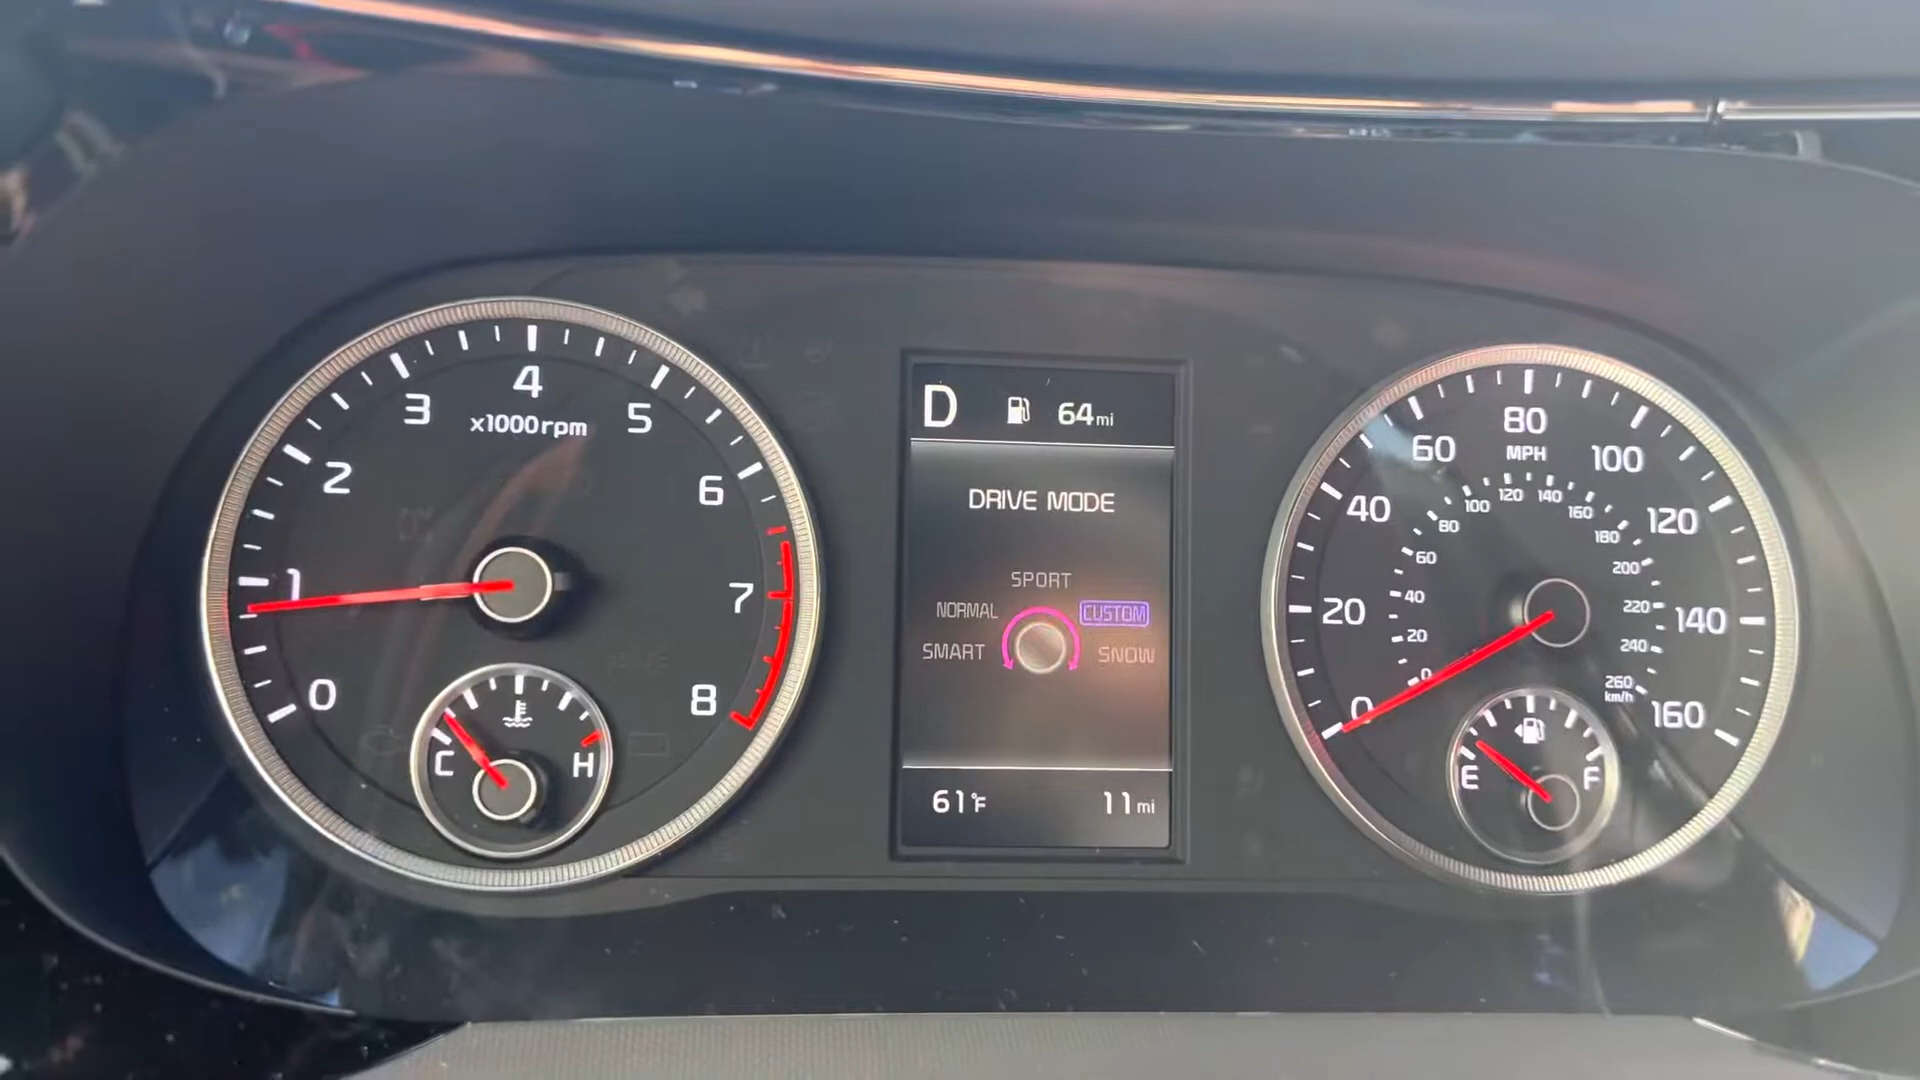 4
3
5
x1000rpm
2
6
1
7
0
8
C
H
D
64mi
DRIVE MODE
SPORT
NORMAL
CUSTOM
SMART
SNOW
61°F
11mi
80
MPH
60
100
40
120
20
140
0
160
120
140
100
160
80
180
60
200
40
220
20
240
0
260
km/h
E
F